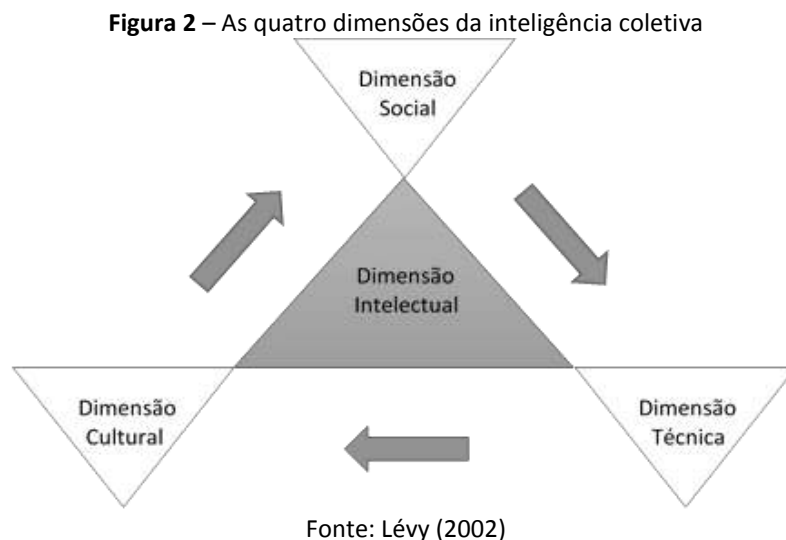 Figura 2 – As quatro dimensões da inteligência coletiva
Dimensão
Social
Dimensão
Intelectual
Dimensão
Cultural
Dimensão
Técnica
Fonte: Lévy (2002)